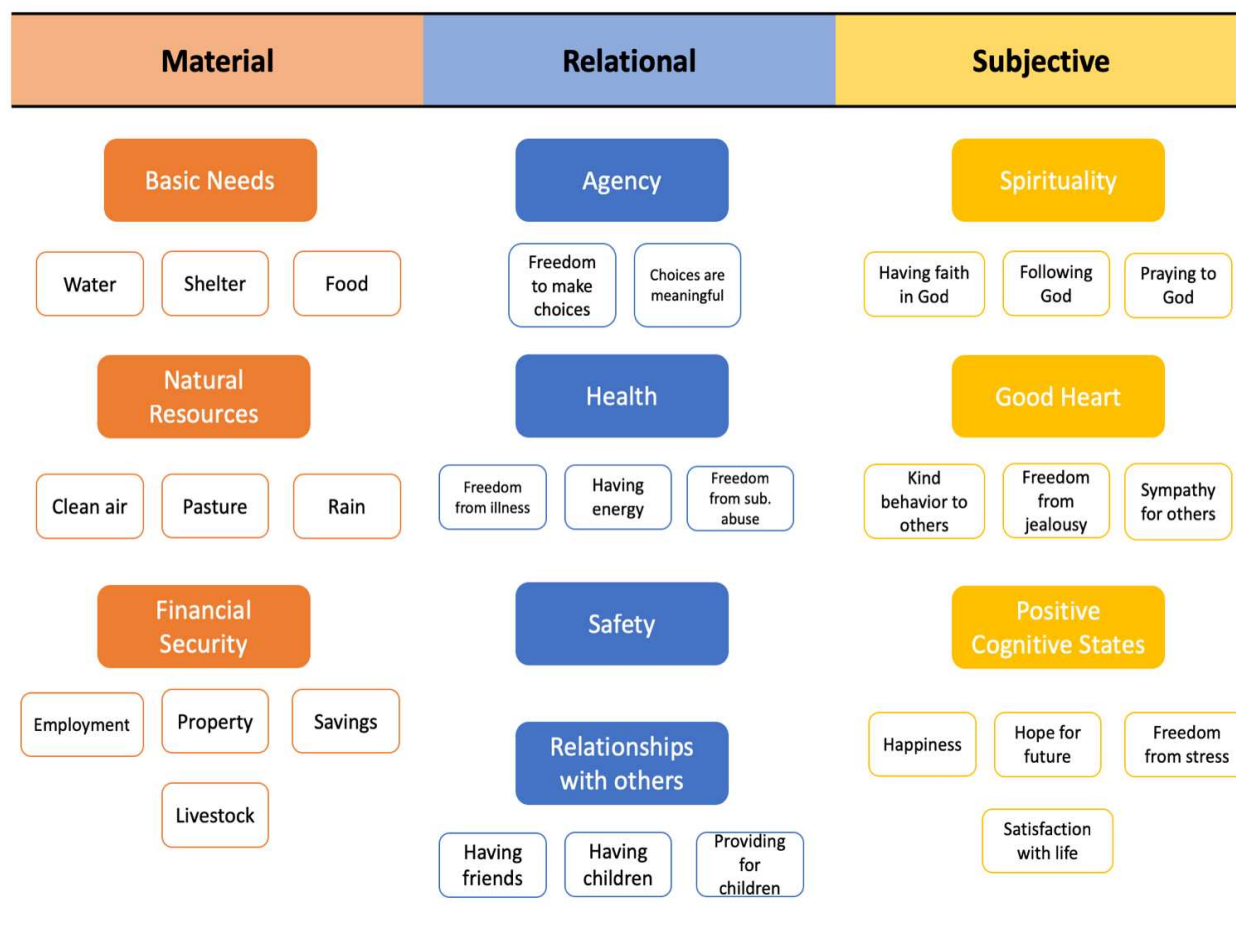 Material
Relational
Subjective
Basic Needs
Agency
Spirituality
Water
Shelter
Food
Freedom
to make
choices
Choices are
meaningful
Having faith
in God
Following
God
Praying to
God
Natural
Resources
Health
Good Heart
Clean air
Pasture
Rain
Freedom
from illness
Having
energy
Freedom
from sub.
abuse
Kind
behavior to
others
Freedom
from
jealousy
Sympathy
for others
Financial
Security
Safety
Positive
Cognitive States
Employment
Property
Savings
Livestock
Relationships
with others
Having
friends
Having
children
Providing
for
children
Happiness
Hope for
future
Freedom
from stress
Satisfaction
with life